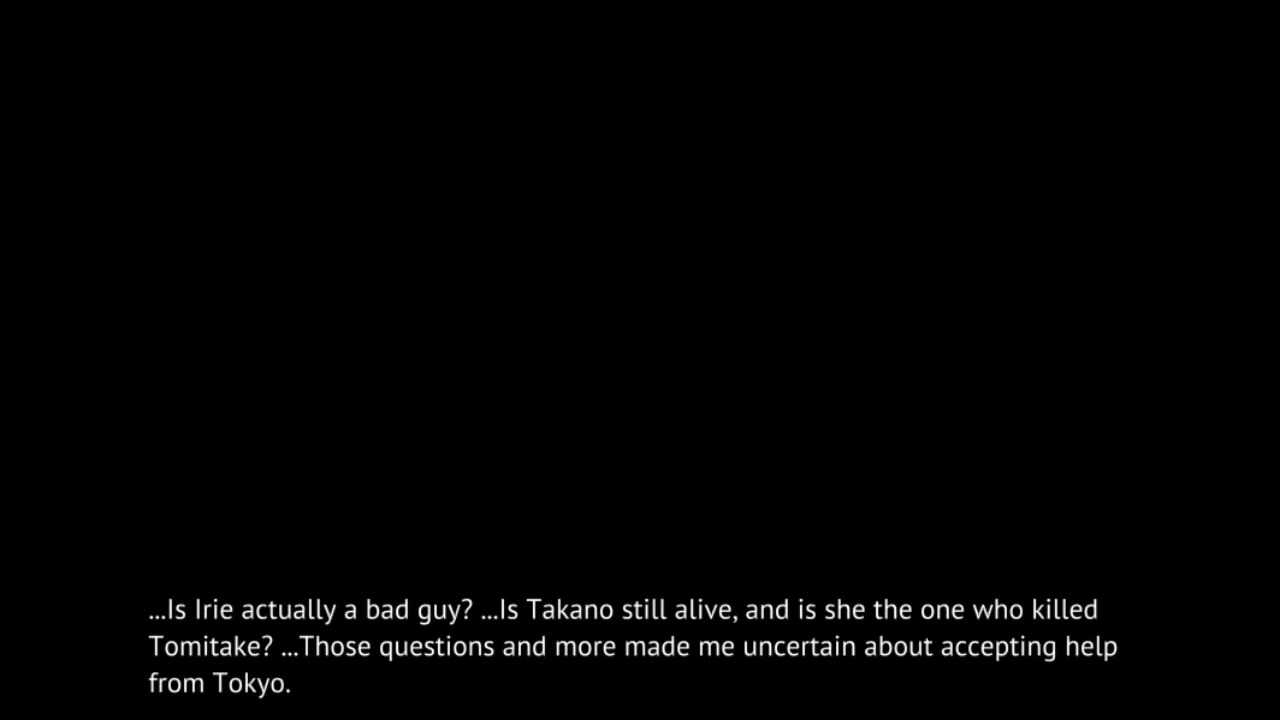 ...Is Irie actually a bad guy? ...Is Takano still alive, and is she the one who killed
Tomitake? ...Those questions and more made me uncertain about accepting help
from Tokyo.